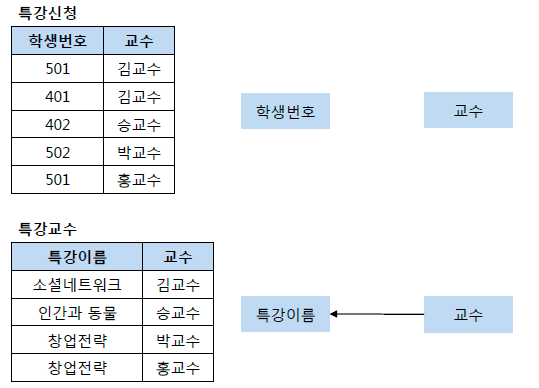 특강신청
학생번호 교수
501 김교수
401 김교수
402 승교수
502 박교수
501 홍교수
학생번호 교수
특강교수
특강이름 교수
소셜네트워크 김교수
인간과 동물 승교수
창업전략 박교수
창업전략 홍교수
특강이름 교수